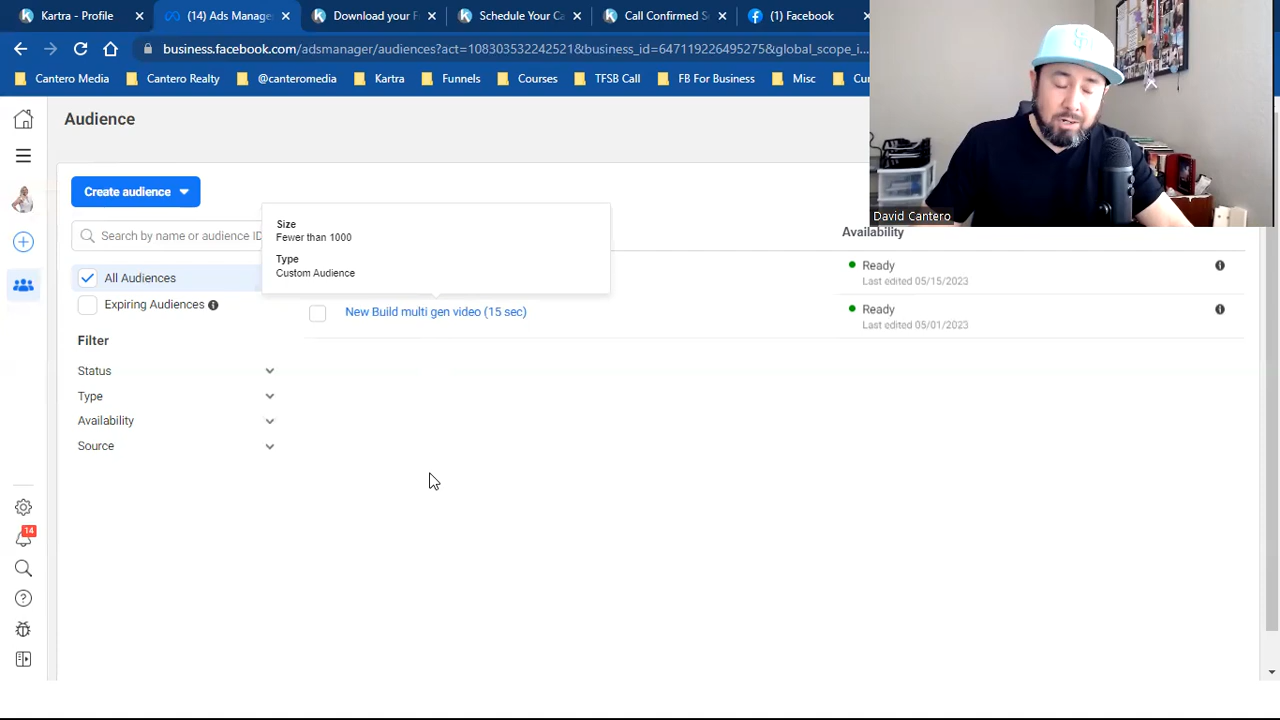 Kartra - Portfolio
(14) Ads Manage
Download your F
Schedule Your Ca
Call Confirmed S
(1) Facebook
business.facebook.com/adsmanager/audiences?act=108303532242521&business_id=647119226495275&global_scope_i...
Cantero Media
Cantero Realty
@canteromedia
Kartra
Funnels
Courses
TFSB Call
FB For Business
Misc
Cur
Audience
Create audience
Search by name or audience ID
Size
Fewer than 1000
Type
Custom Audience
David Cantero
Availability
All Audiences
Ready
Last edited 05/15/2023
Expiring Audiences
New Build multi gen video (15 sec)
Ready
Last edited 05/01/2023
Filter
Status
Type
Availability
Source
14